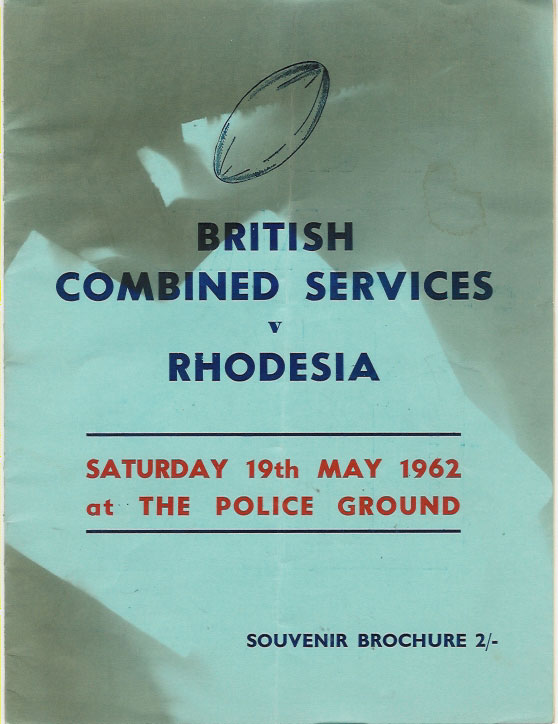 BRITISH
COMBINED SERVICES
v
RHODESIA
SATURDAY 19th MAY 1962
at THE POLICE GROUND
SOUVENIR BROCHURE 2/-